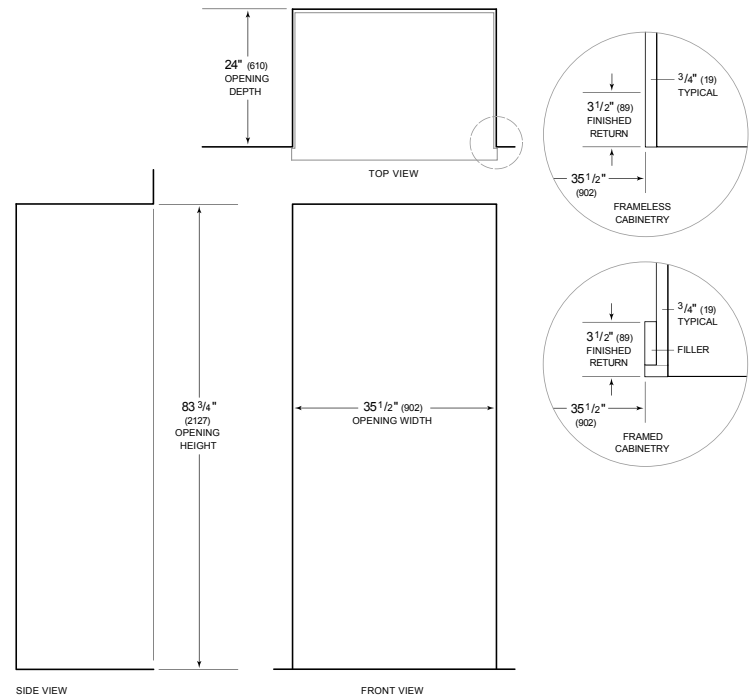 24" (610)
OPENING
DEPTH
TOP VIEW
3/4" (19)
TYPICAL
3 1/2" (89)
FINISHED
RETURN
35 1/2"
(902)
FRAMELESS
CABINETRY
3/4" (19)
TYPICAL
3 1/2" (89)
FINISHED
RETURN
FILLER
35 1/2"
(902)
FRAMED
CABINETRY
83 3/4"
(2127)
OPENING
HEIGHT
35 1/2" (902)
OPENING WIDTH
SIDE VIEW
FRONT VIEW